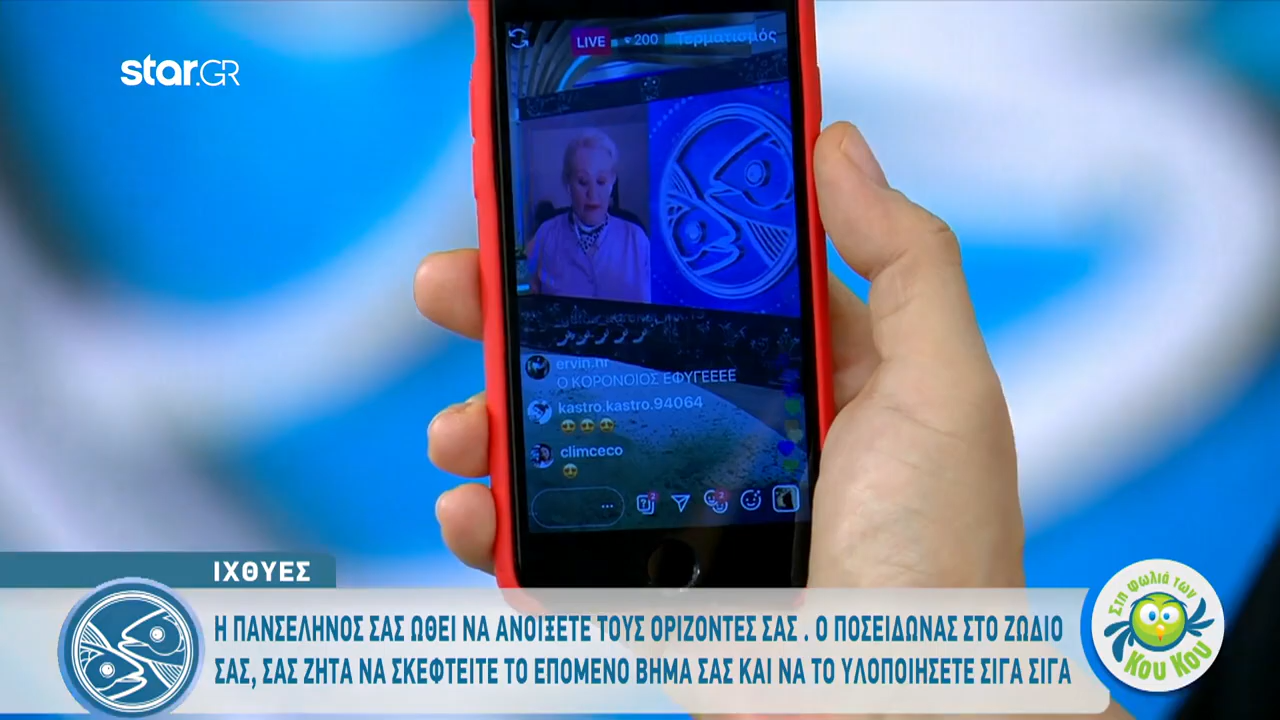 star.GR
LIVE
200
Τερματισμός
ervin.hr
Ο ΚΟΡΟΝΟΙΟΣ ΕΦΥΓΕΕΕΕ
kastro.kastro.94064
😍😍😍
climceco
😍
ΙΧΘΥΕΣ
Η ΠΑΝΣΕΛΗΝΟΣ ΣΑΣ ΩΘΕΙ ΝΑ ΑΝΟΙΞΕΤΕ ΤΟΥΣ ΟΡΙΖΟΝΤΕΣ ΣΑΣ . Ο ΠΟΣΕΙΔΩΝΑΣ ΣΤΟ ΖΩΔΙΟ
ΣΑΣ, ΣΑΣ ΖΗΤΑ ΝΑ ΣΚΕΦΤΕΙΤΕ ΤΟ ΕΠΟΜΕΝΟ ΒΗΜΑ ΣΑΣ ΚΑΙ ΝΑ ΤΟ ΥΛΟΠΟΙΗΣΕΤΕ ΣΙΓΑ ΣΙΓΑ
Στη φωλιά των
Κου Κου